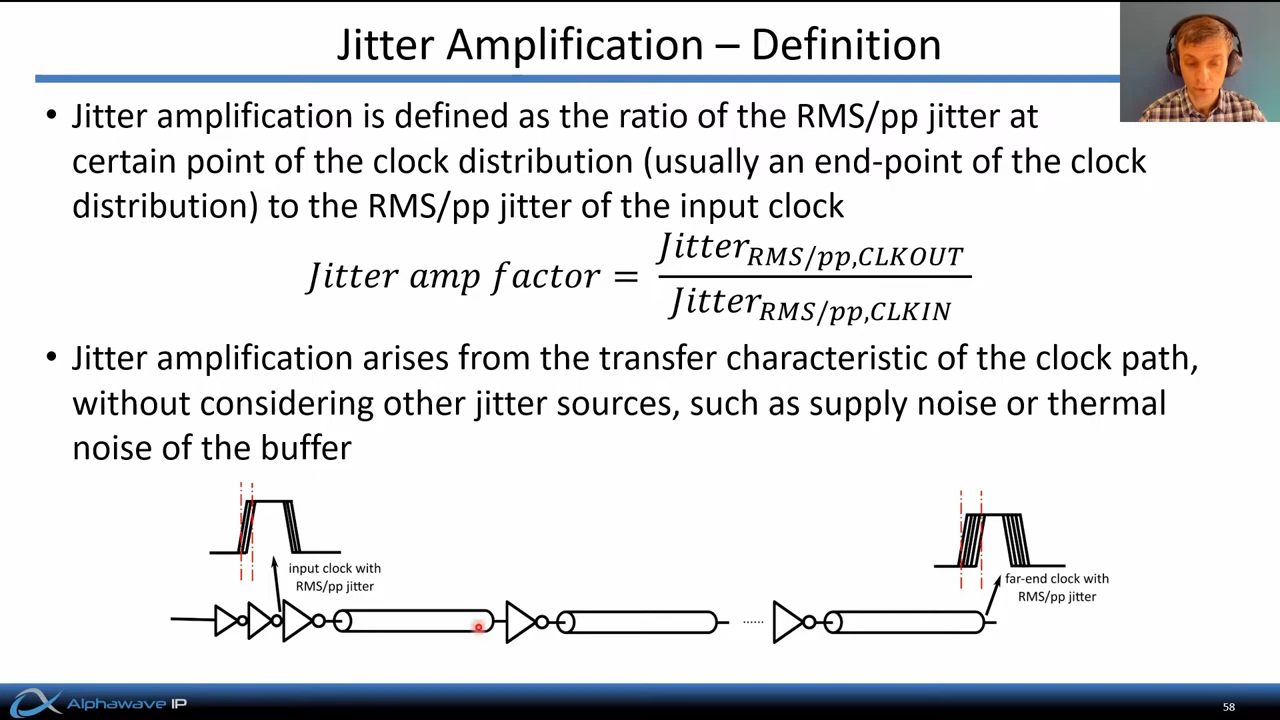 Jitter Amplification – Definition
• Jitter amplification is defined as the ratio of the RMS/pp jitter at
certain point of the clock distribution (usually an end-point of the clock
distribution) to the RMS/pp jitter of the input clock
Jitter amp factor = Jitter_{RMS/pp,CLKOUT} / Jitter_{RMS/pp,CLKIN}
• Jitter amplification arises from the transfer characteristic of the clock path,
without considering other jitter sources, such as supply noise or thermal
noise of the buffer
input clock with
RMS/pp jitter
far-end clock with
RMS/pp jitter
......
Alphawave IP
58